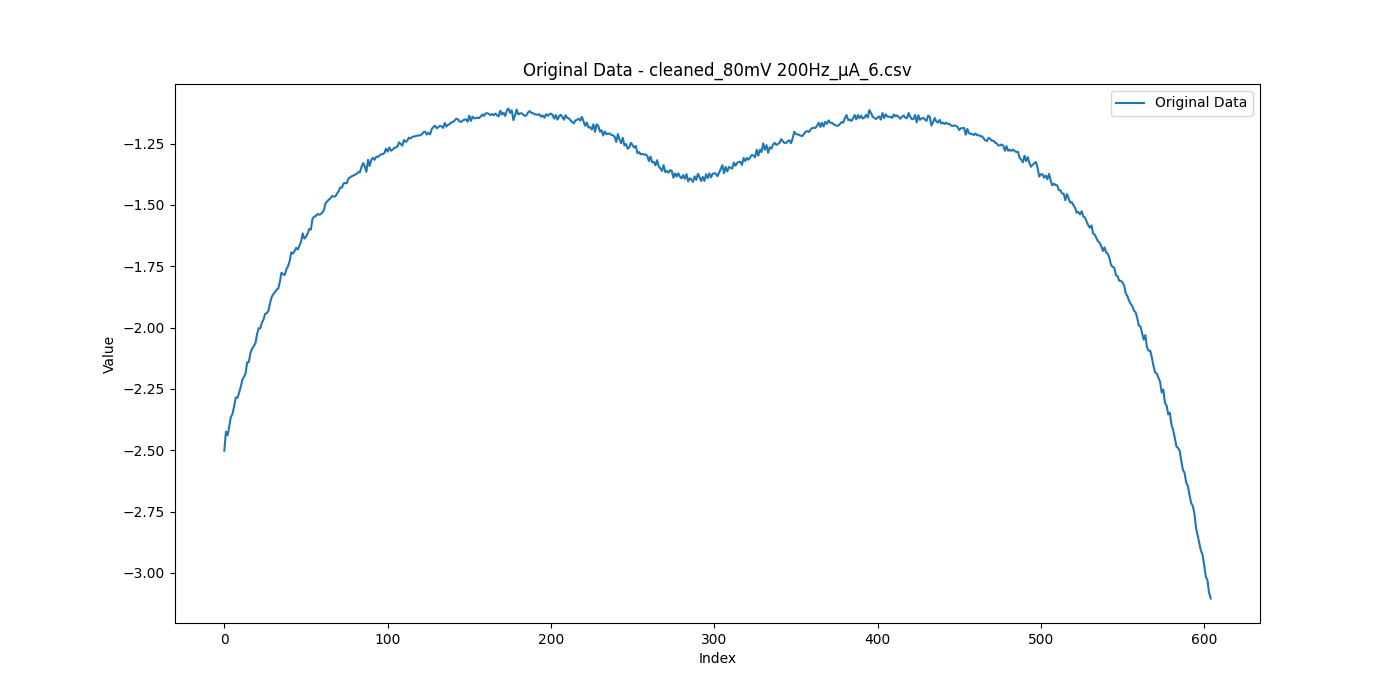 Original Data - cleaned_80mV 200Hz_μA_6.csv
Original Data
−1.25
−1.50
−1.75
−2.00
−2.25
−2.50
−2.75
−3.00
Value
0 100 200 300 400 500 600
Index